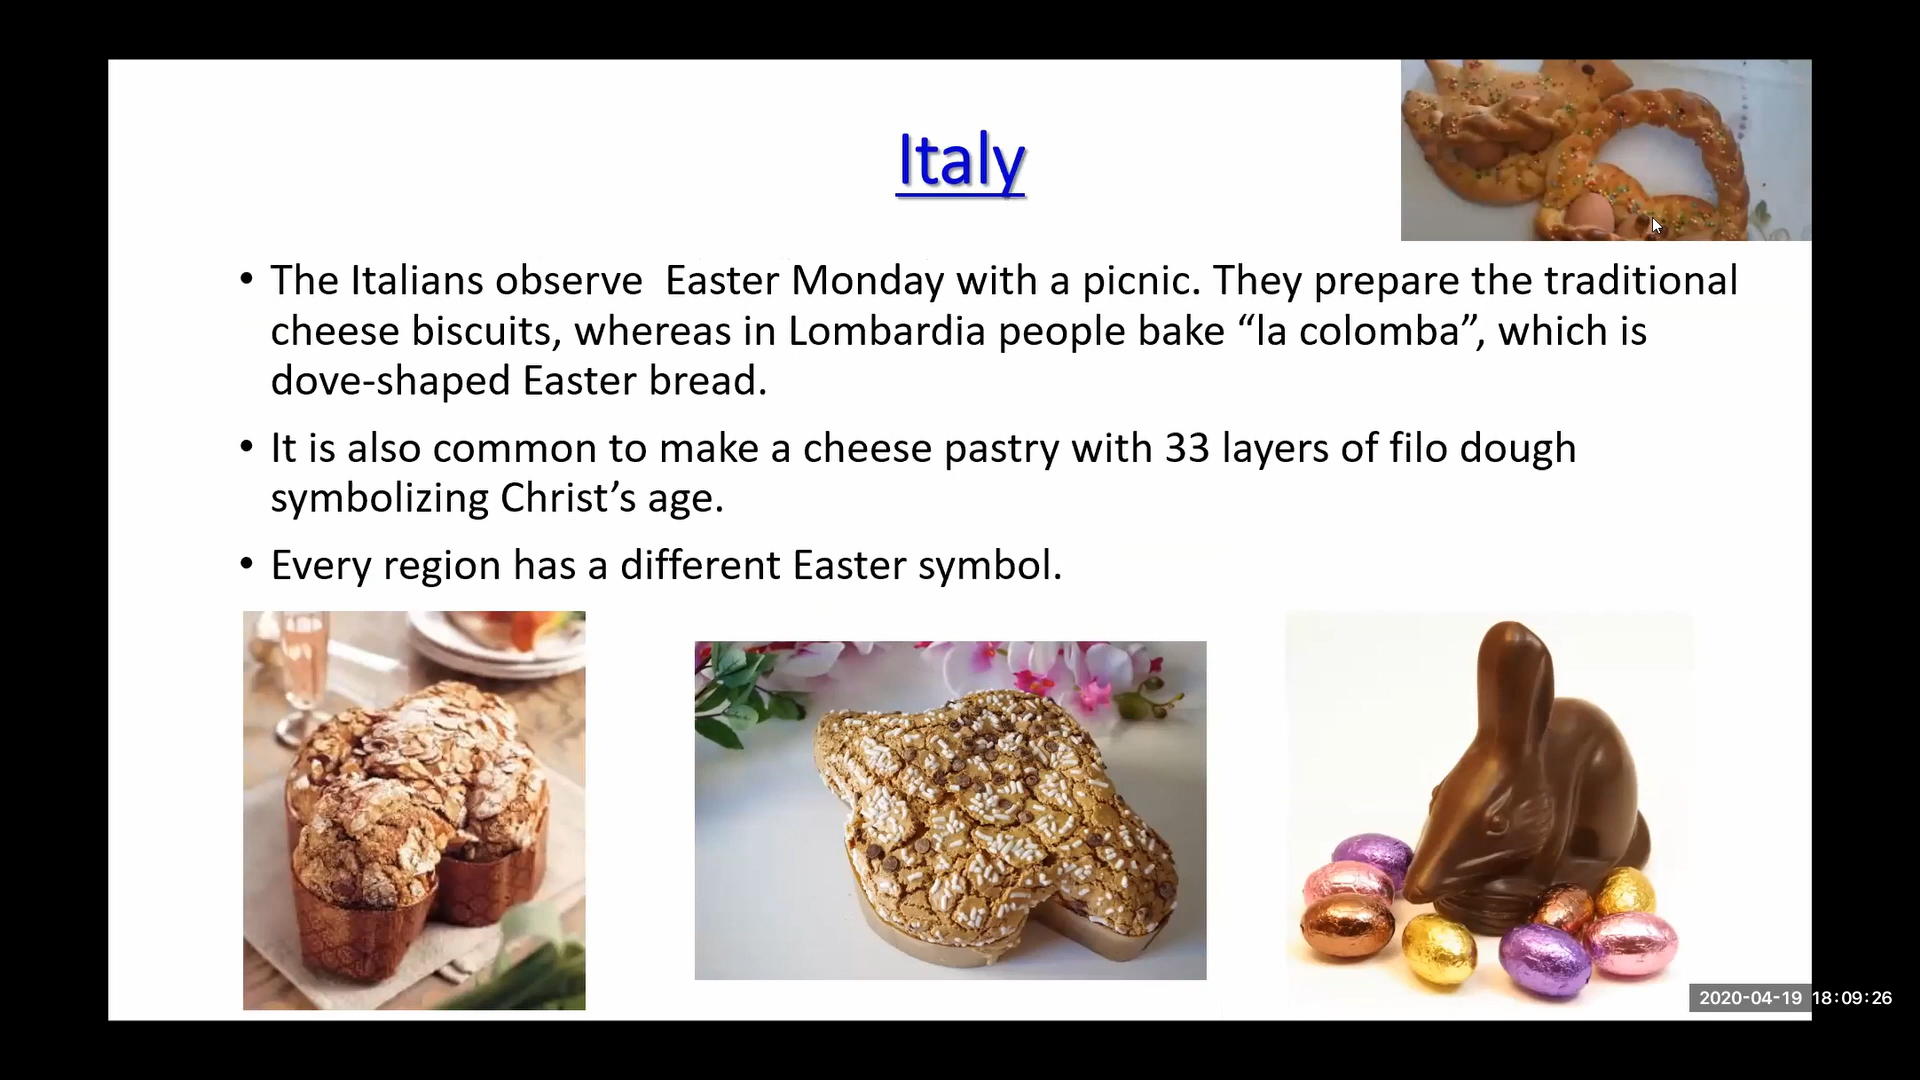 Italy
• The Italians observe  Easter Monday with a picnic. They prepare the traditional
cheese biscuits, whereas in Lombardia people bake “la colomba”, which is
dove-shaped Easter bread.
• It is also common to make a cheese pastry with 33 layers of filo dough
symbolizing Christ’s age.
• Every region has a different Easter symbol.
2020-04-19 18:09:26